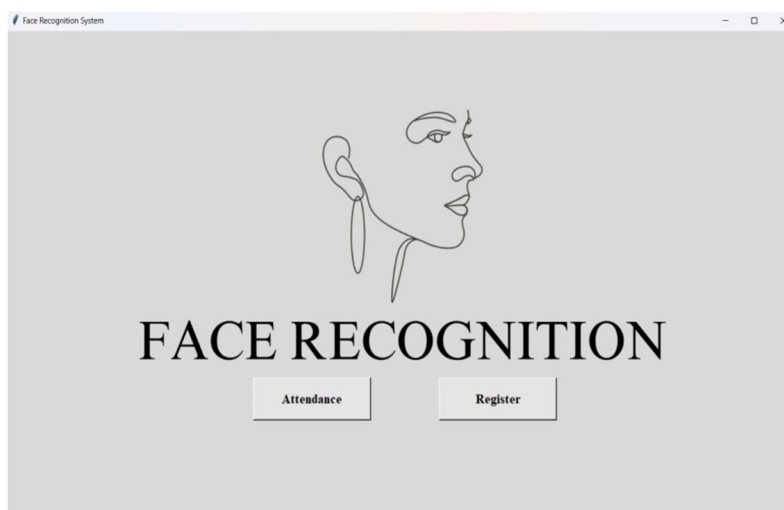 Face Recognition System
FACE RECOGNITION
Attendance
Register